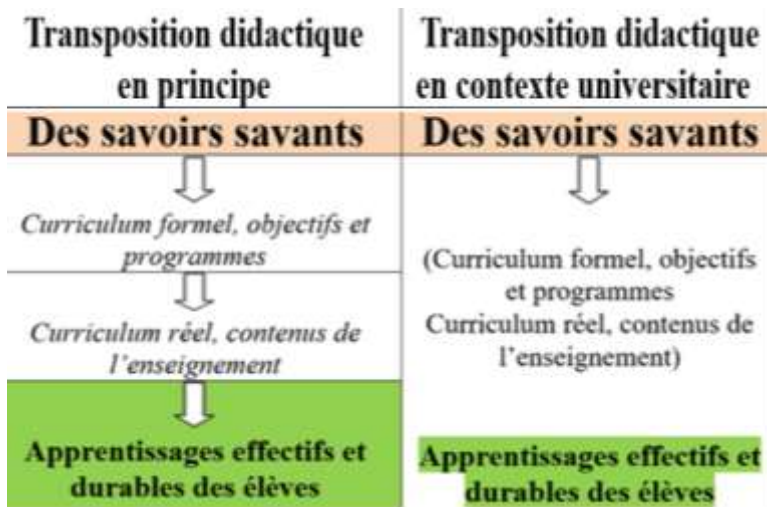 Transposition didactique
en principe
Des savoirs savants
Curriculum formel, objectifs et
programmes
Curriculum réel, contenus de
l'enseignement
Apprentissages effectifs et
durables des élèves
Transposition didactique
en contexte universitaire
Des savoirs savants
(Curriculum formel, objectifs
et programmes
Curriculum réel, contenus de
l'enseignement)
Apprentissages effectifs et
durables des élèves